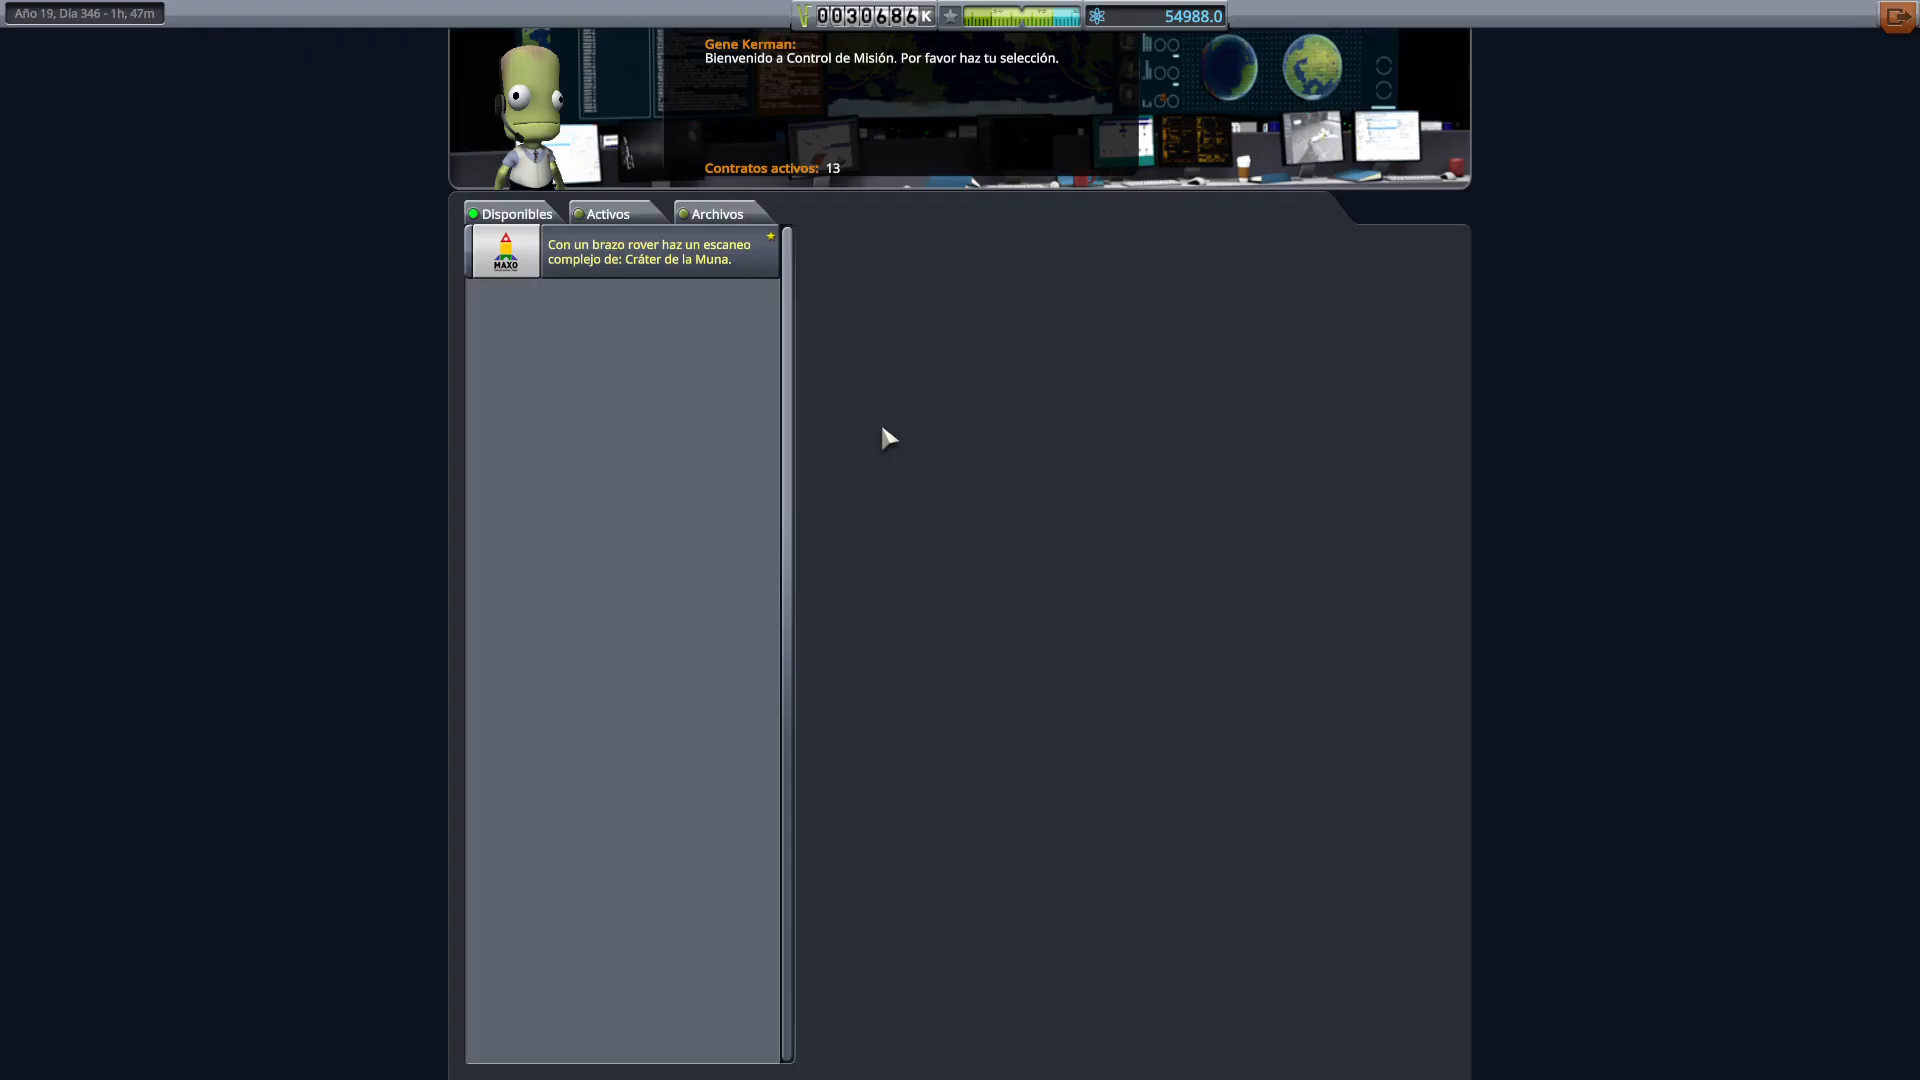 Año 19, Día 346 - 1h, 47m
0030686K
54988.0
Gene Kerman:
Bienvenido a Control de Misión. Por favor haz tu selección.
Contratos activos: 13
Disponibles
Activos
Archivos
MAXO
Con un brazo rover haz un escaneo
complejo de: Cráter de la Muna.